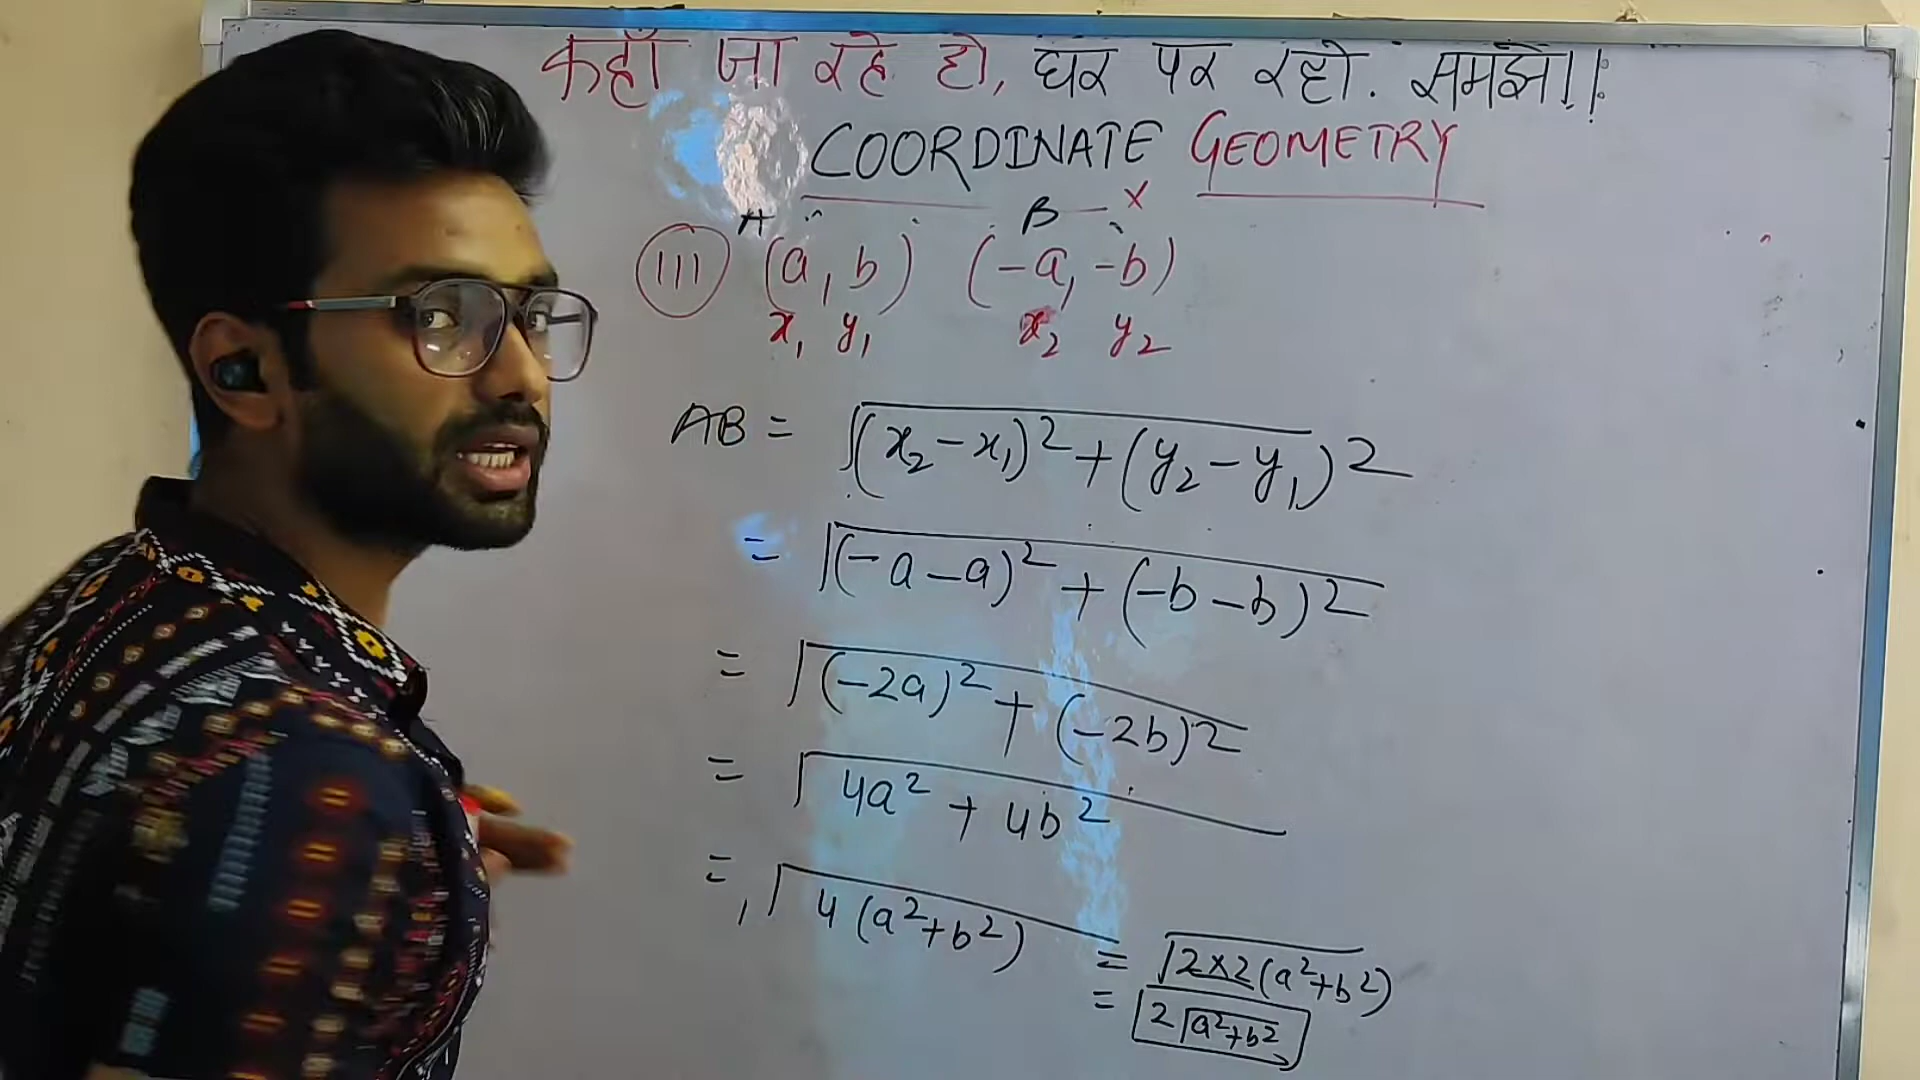 कहाँ जा रहे हो, घर पर रहो. समझे!!
COORDINATE GEOMETRY
A B x
(iii) (a, b) (-a, -b)
x₁ y₁ x₂ y₂
AB = √(x₂-x₁)² + (y₂-y₁)²
= √(-a-a)² + (-b-b)²
= √(-2a)² + (-2b)²
= √4a² + 4b²
= √4(a²+b²)
= √2×2(a²+b²)
= 2√a²+b²